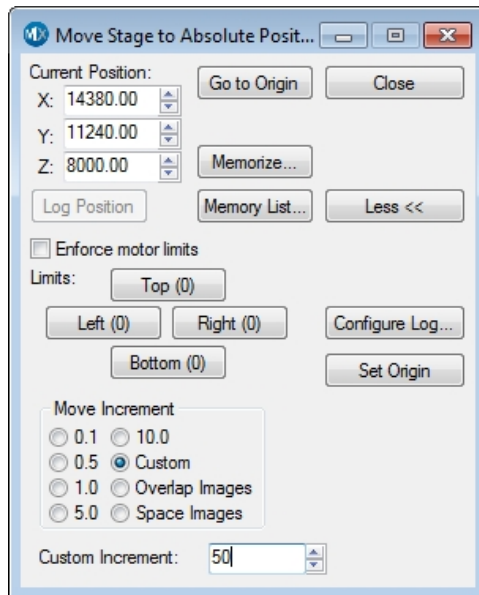 MX Move Stage to Absolute Posit...
Current Position:
Go to Origin
Close
X: 14380.00
Y: 11240.00
Z: 8000.00
Memorize...
Log Position
Memory List...
Less <<
Enforce motor limits
Limits:
Top (0)
Left (0)
Right (0)
Configure Log...
Bottom (0)
Set Origin
Move Increment
0.1
10.0
0.5
Custom
1.0
Overlap Images
5.0
Space Images
Custom Increment: 50